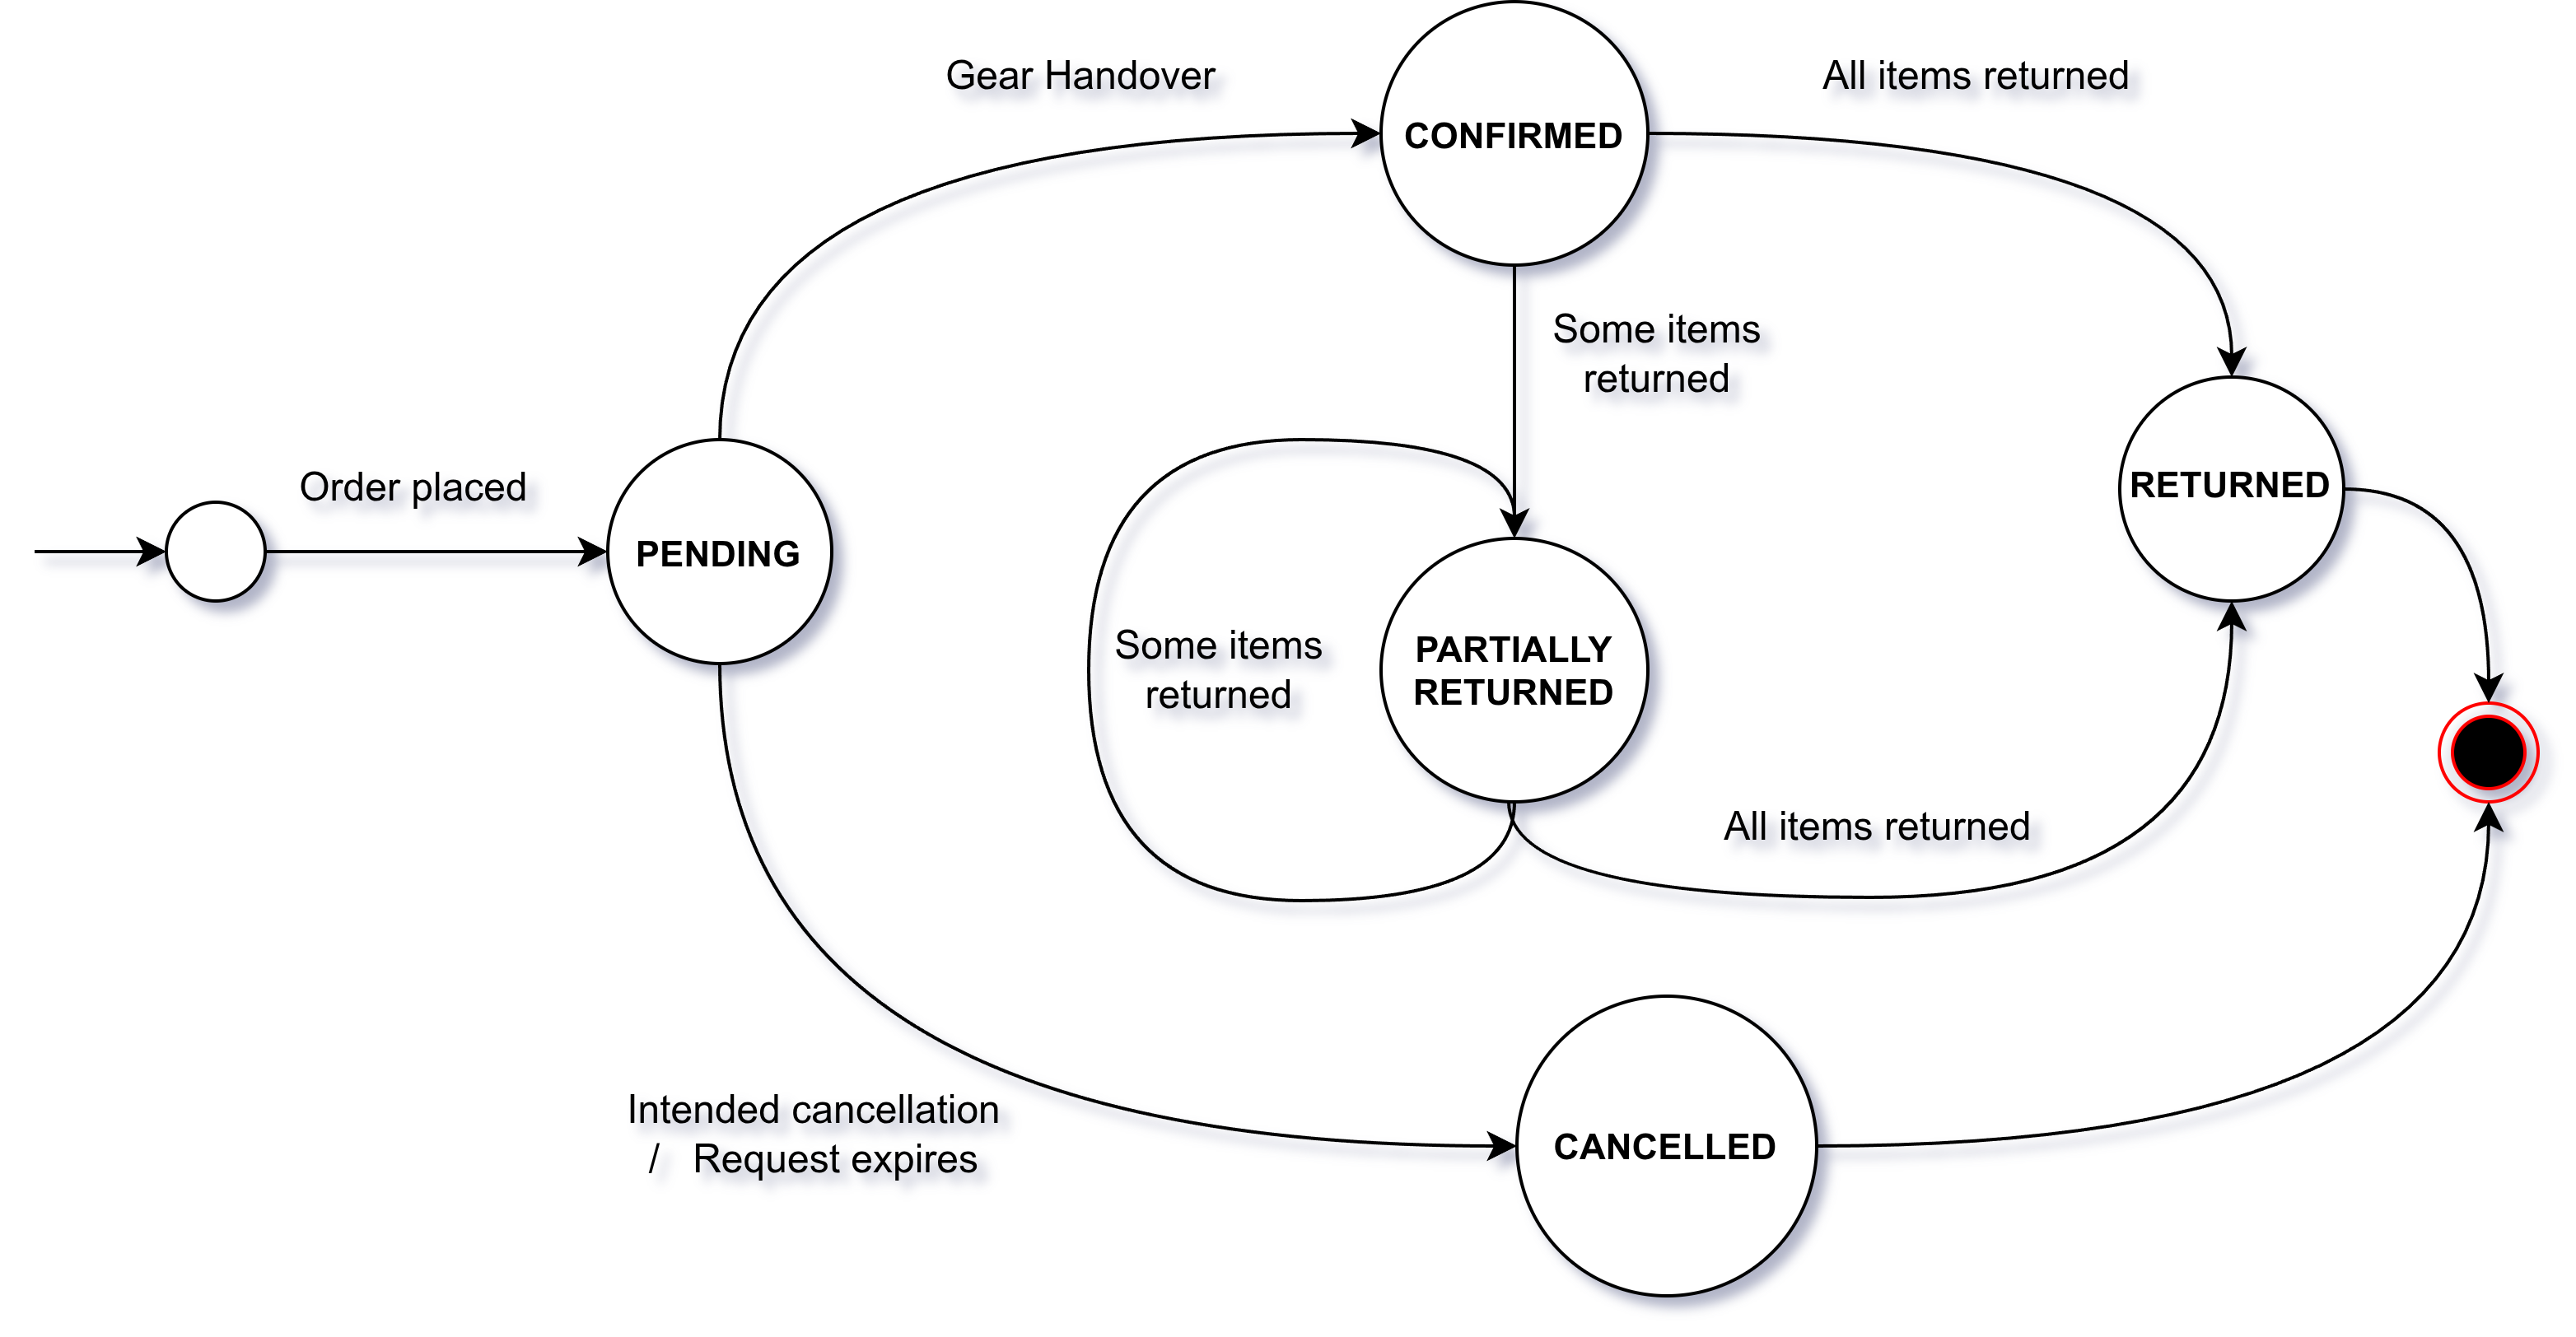 Gear Handover
CONFIRMED
All items returned
Some items
returned
Order placed
PENDING
RETURNED
Some items
returned
PARTIALLY
RETURNED
All items returned
Intended cancellation
/ Request expires
CANCELLED